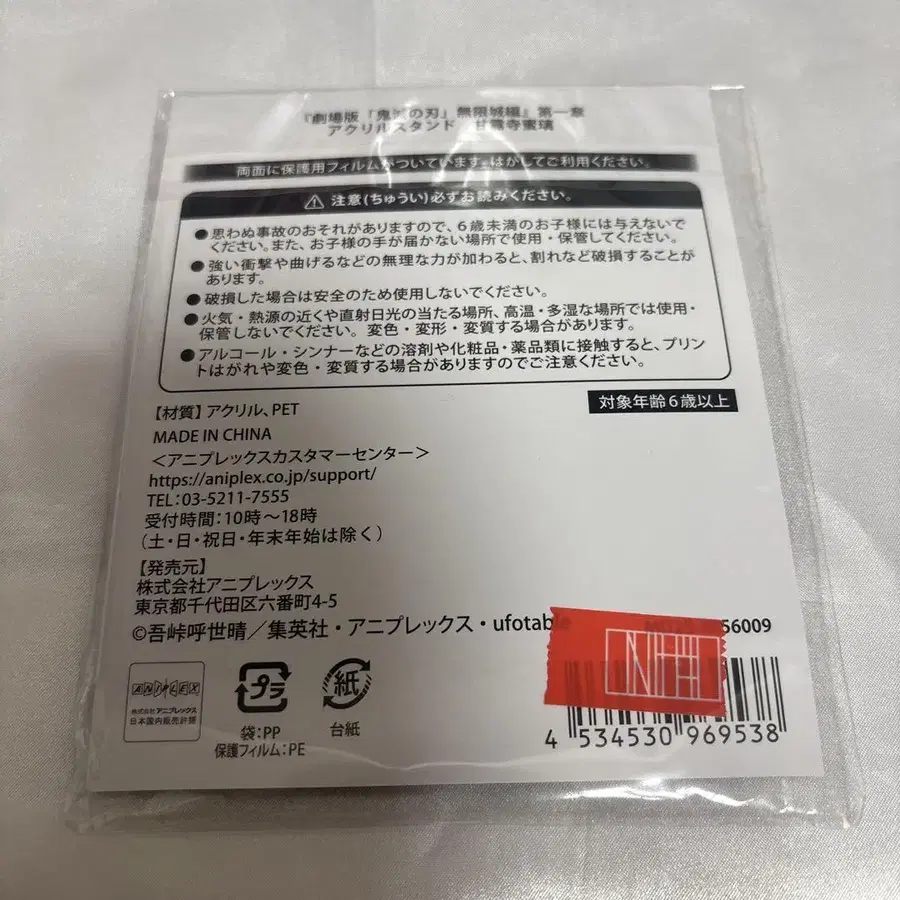 『劇場版「鬼滅の刃」無限城編』第一章
アクリルスタンド 甘露寺蜜璃
両面に保護用フィルムがついています。はがしてご利用ください。
注意(ちゅうい)必ずお読みください。
●思わぬ事故のおそれがありますので、6歳未満のお子様には与えないで
ください。また、お子様の手が届かない場所で使用・保管してください。
●強い衝撃や曲げるなどの無理な力が加わると、割れなど破損することが
あります。
●破損した場合は安全のため使用しないでください。
●火気・熱源の近くや直射日光の当たる場所、高温・多湿な場所では使用・
保管しないでください。変色・変形・変質する場合があります。
●アルコール・シンナーなどの溶剤や化粧品・薬品類に接触すると、プリン
トはがれや変色・変質する場合がありますのでご注意ください。
【材質】アクリル、PET
対象年齢6歳以上
MADE IN CHINA
＜アニプレックスカスタマーセンター＞
https://aniplex.co.jp/support/
TEL:03-5211-7555
受付時間:10時～18時
(土・日・祝日・年末年始は除く)
【発売元】
株式会社アニプレックス
東京都千代田区六番町4-5
©吾峠呼世晴／集英社・アニプレックス・ufotable
56009
ANIPLEX
株式会社アニプレックス
日本国内販売許諾
プラ
袋:PP
保護フィルム:PE
紙
台紙
4 534530 969538